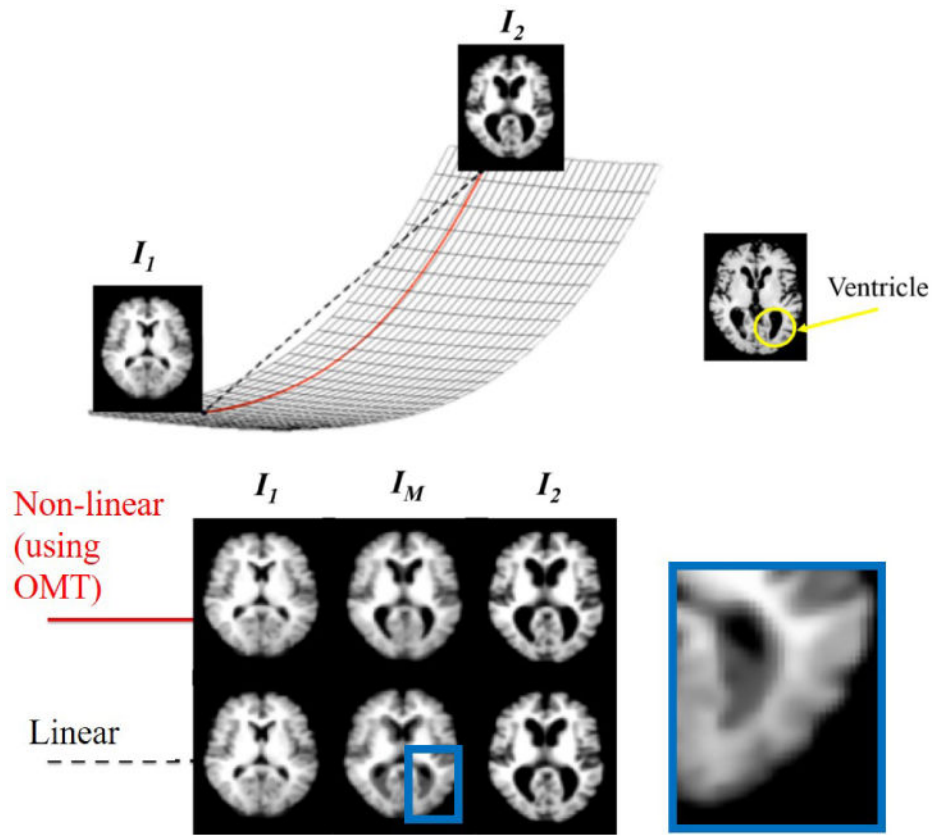 I2
I1
Ventricle
I1 IM I2
Non-linear
(using
OMT)
Linear